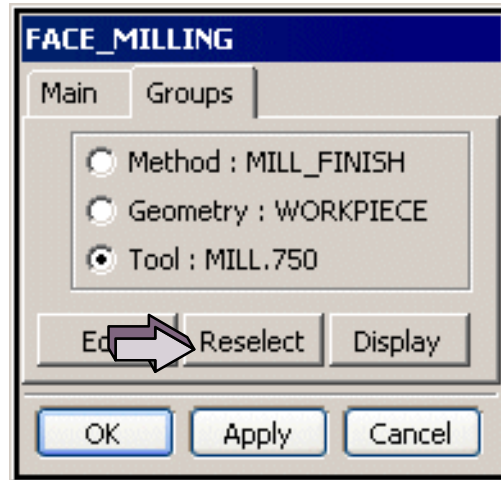 FACE_MILLING
Main Groups
Method : MILL_FINISH
Geometry : WORKPIECE
Tool : MILL.750
Reselect Display
OK Apply Cancel